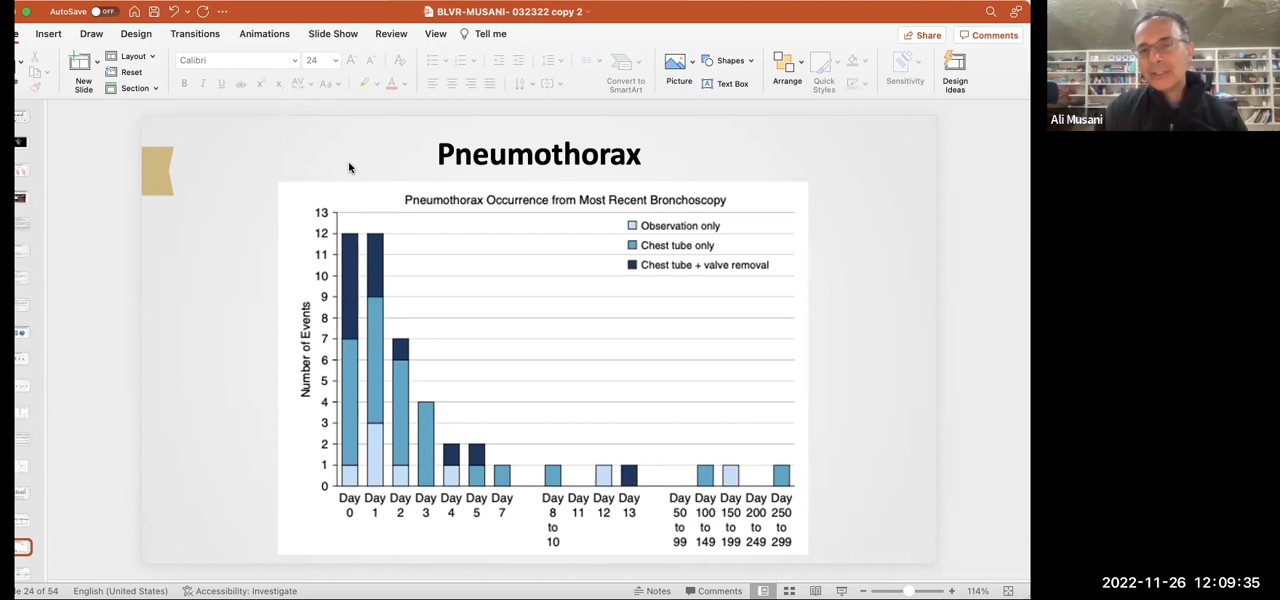 AutoSave OFF
BLVR-MUSANI- 032322 copy 2
Insert Draw Design Transitions Animations Slide Show Review View Tell me
Share Comments
New Slide
Layout
Reset
Section
Calibri 24
Convert to SmartArt
Picture
Shapes
Text Box
Arrange
Quick Styles
Sensitivity
Design Ideas
Ali Musani
Pneumothorax
Pneumothorax Occurrence from Most Recent Bronchoscopy
Observation only
Chest tube only
Chest tube + valve removal
Number of Events
13
12
11
10
9
8
7
6
5
4
3
2
1
0
Day 0
Day 1
Day 2
Day 3
Day 4
Day 5
Day 7
Day 8 to 10
Day 11
Day 12
Day 13
Day 50 to 99
Day 100 to 149
Day 150 to 199
Day 200 to 249
Day 250 to 299
24 of 54 English (United States) Accessibility: Investigate Notes Comments 114%
2022-11-26 12:09:35